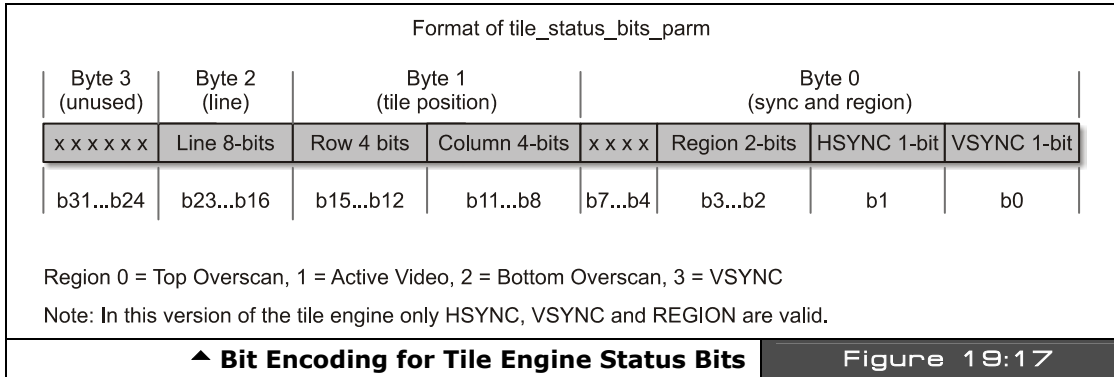 Format of tile_status_bits_parm
Byte 3 Byte 2 Byte 1 Byte 0
(unused) (line) (tile position) (sync and region)
x x x x x x Line 8-bits Row 4 bits Column 4-bits x x x x Region 2-bits HSYNC 1-bit VSYNC 1-bit
b31...b24 b23...b16 b15...b12 b11...b8 b7...b4 b3...b2 b1 b0
Region 0 = Top Overscan, 1 = Active Video, 2 = Bottom Overscan, 3 = VSYNC
Note: In this version of the tile engine only HSYNC, VSYNC and REGION are valid.
▲ Bit Encoding for Tile Engine Status Bits Figure 19:17